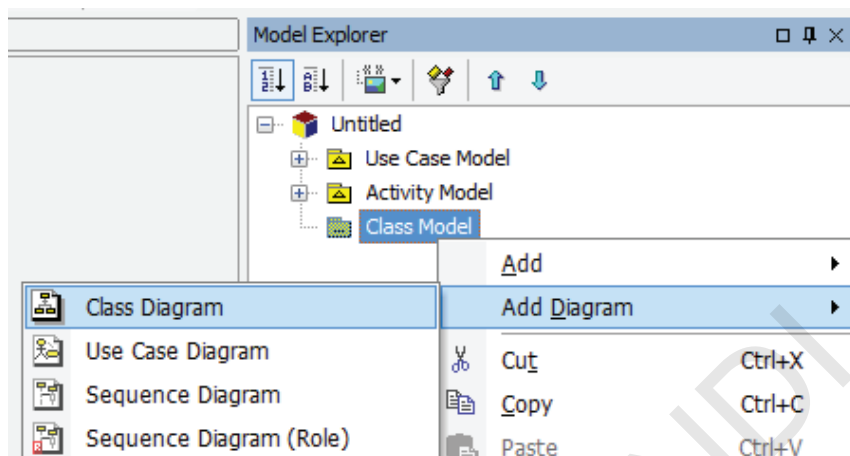 Model Explorer
Untitled
Use Case Model
Activity Model
Class Model
Add
Add Diagram
Cut Ctrl+X
Copy Ctrl+C
Paste Ctrl+V
Class Diagram
Use Case Diagram
Sequence Diagram
Sequence Diagram (Role)